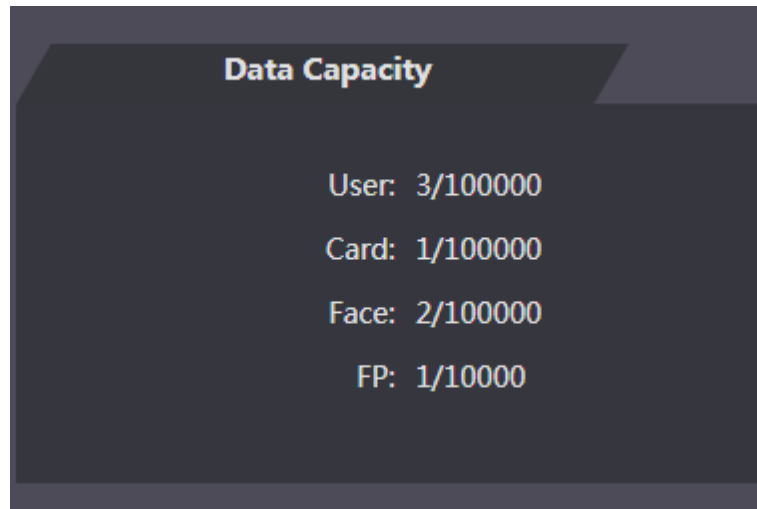 Data Capacity
User: 3/100000
Card: 1/100000
Face: 2/100000
FP: 1/10000